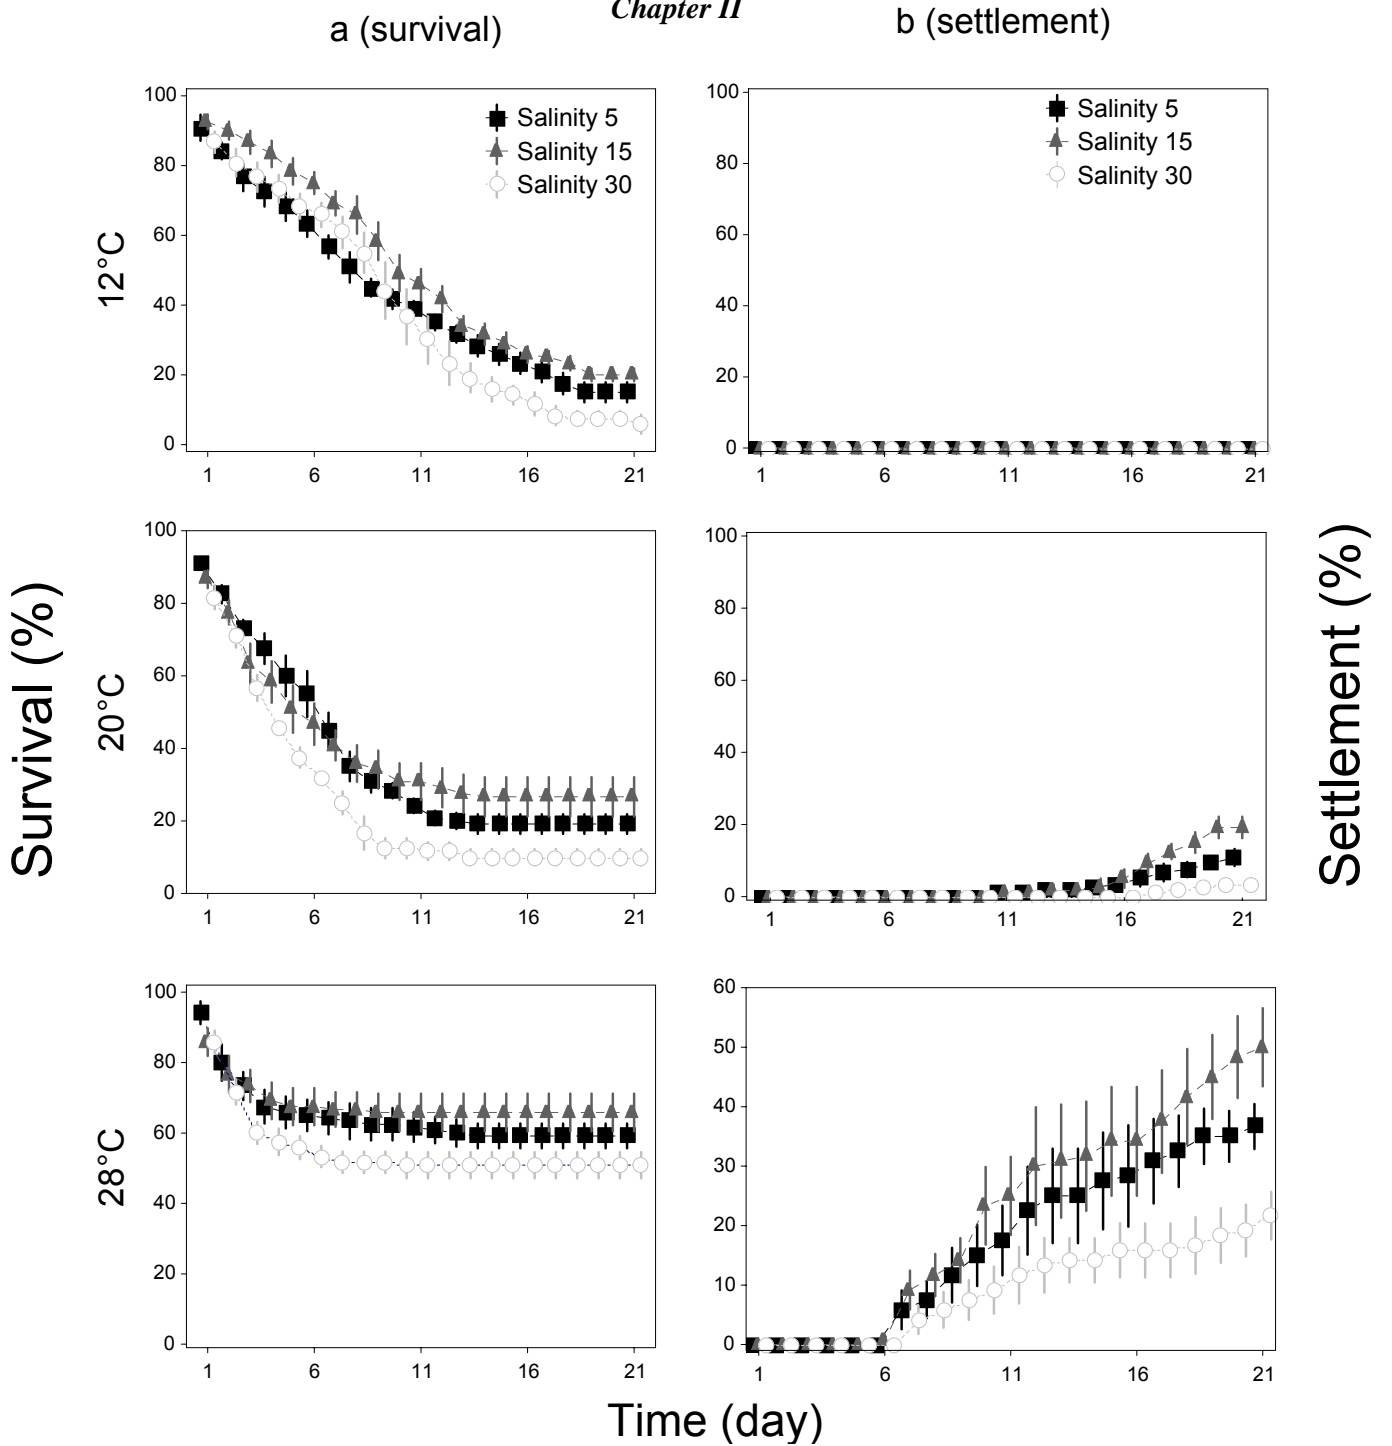 Chapter II
a (survival)
b (settlement)
100
80
60
40
20
0
Salinity 5
Salinity 15
Salinity 30
1 6 11 16 21
100
80
60
40
20
0
Salinity 5
Salinity 15
Salinity 30
1 6 11 16 21
12°C
100
80
60
40
20
0
1 6 11 16 21
100
80
60
40
20
0
1 6 11 16 21
20°C
Survival (%)
Settlement (%)
100
80
60
40
20
0
1 6 11 16 21
60
50
40
30
20
10
0
1 6 11 16 21
28°C
Time (day)